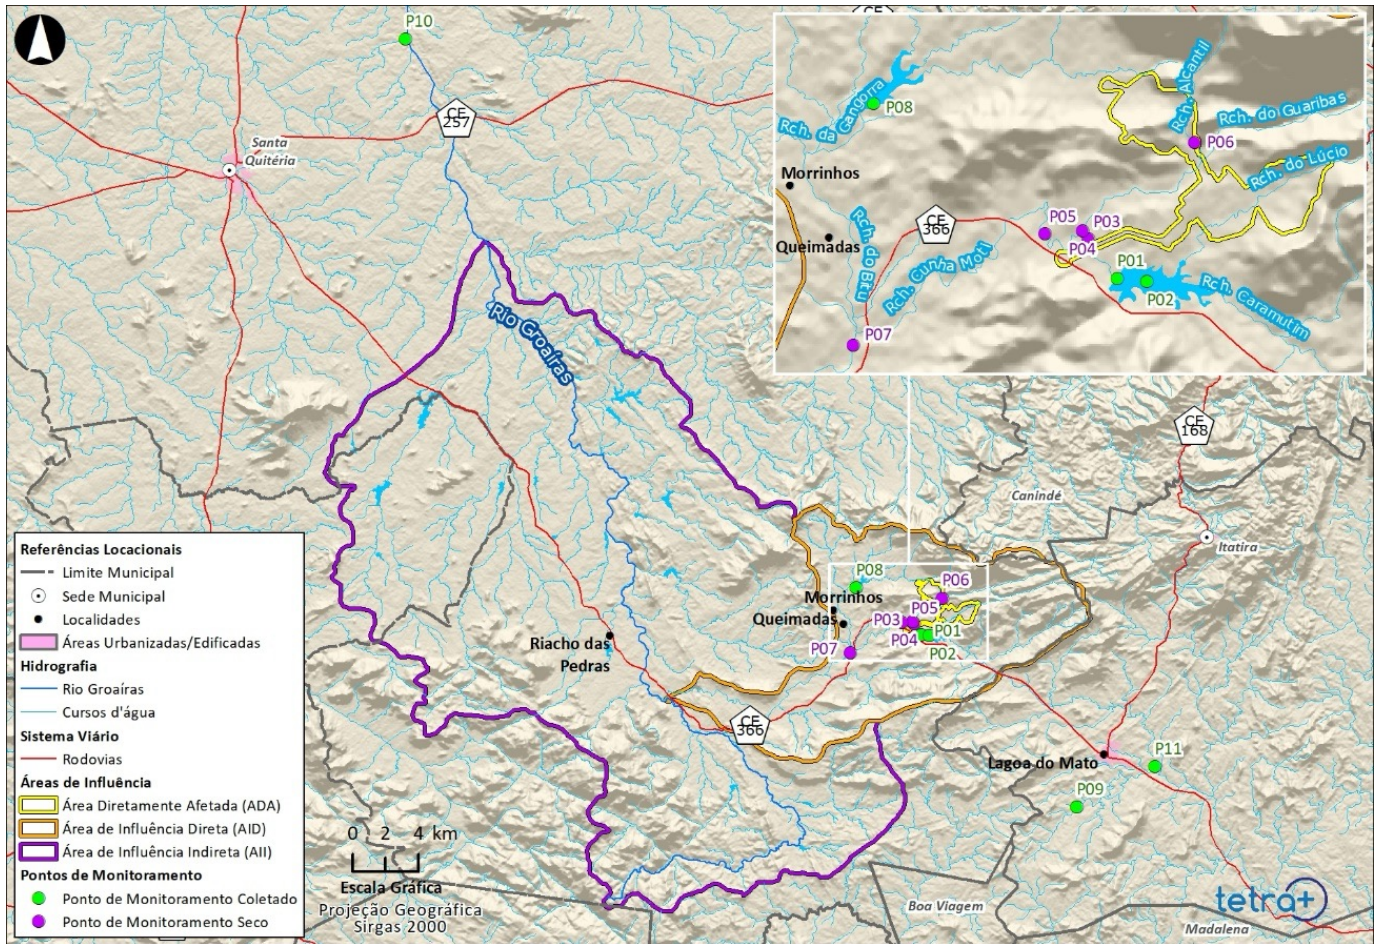 P10
CE
257
Santa
Quitéria
Rio Groaíras
CE
Rch. da Gangorra
P08
Rch. Alcantil
Rch. do Guaribas
P06
Rch. do Lúcio
Morrinhos
Queimadas
Rch. do Bitu
CE
366
Rch. Cunha Moti
P05
P03
P04
P01
P02
Rch. Caramutim
P07
CE
168
Canindé
Itatira
P08
Morrinhos
Queimadas
P06
P05
P03
P01
P04
P02
P07
Riacho das
Pedras
CE
366
Lagoa do Mato
P11
P09
Boa Viagem
Madalena
Referências Locacionais
Limite Municipal
Sede Municipal
Localidades
Áreas Urbanizadas/Edificadas
Hidrografia
Rio Groaíras
Cursos d'água
Sistema Viário
Rodovias
Áreas de Influência
Área Diretamente Afetada (ADA)
Área de Influência Direta (AID)
Área de Influência Indireta (AII)
Pontos de Monitoramento
Ponto de Monitoramento Coletado
Ponto de Monitoramento Seco
0 2 4 km
Escala Gráfica
Projeção Geográfica
Sirgas 2000
tetra+